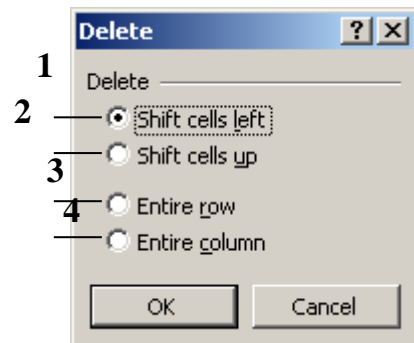 Delete
1
Delete
2
Shift cells left
Shift cells up
3
Entire row
4
Entire column
OK Cancel